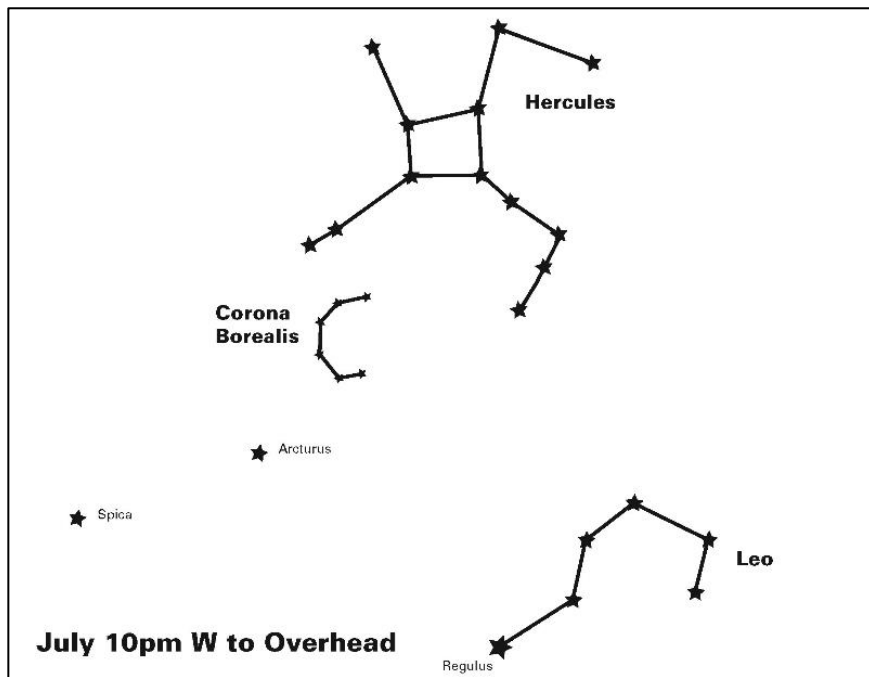 Hercules
Corona
Borealis
Arcturus
Spica
Leo
July 10pm W to Overhead
Regulus